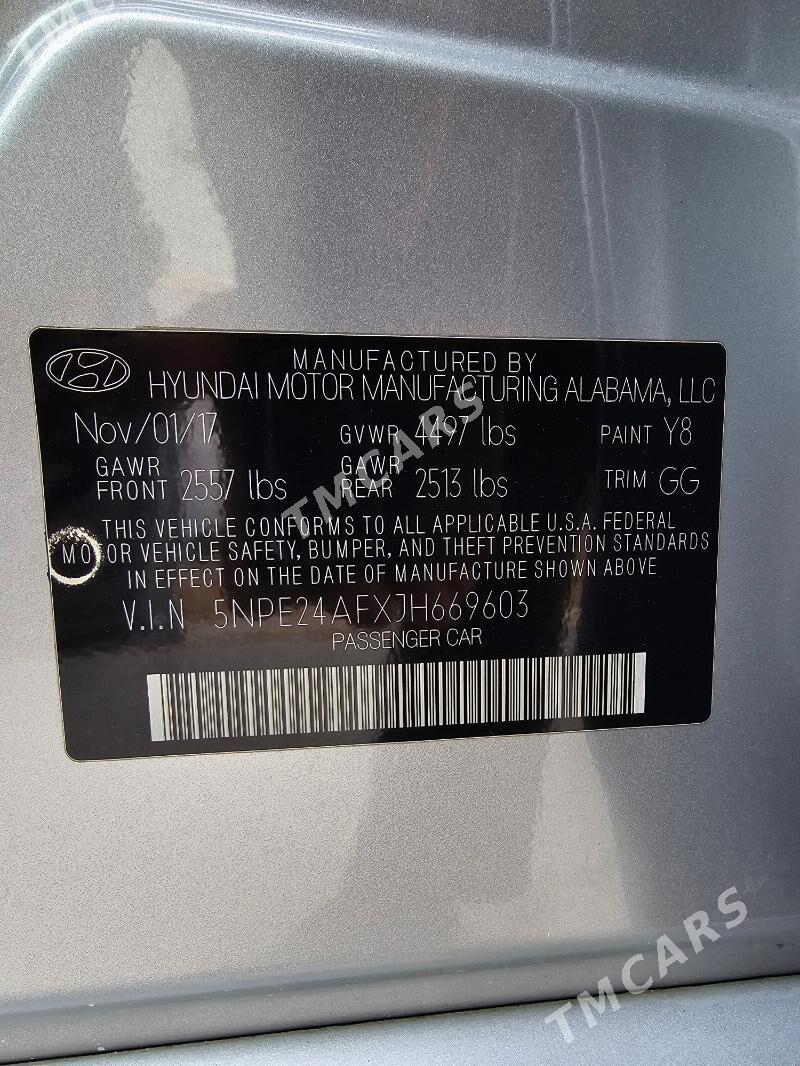 TMCARS
MANUFACTURED BY
HYUNDAI MOTOR MANUFACTURING ALABAMA, LLC
Nov/01/17 GVWR 4497 lbs PAINT Y8
GAWR FRONT 2557 lbs GAWR REAR 2513 lbs TRIM GG
THIS VEHICLE CONFORMS TO ALL APPLICABLE U.S.A. FEDERAL
MOTOR VEHICLE SAFETY, BUMPER, AND THEFT PREVENTION STANDARDS
IN EFFECT ON THE DATE OF MANUFACTURE SHOWN ABOVE
V.I.N 5NPE24AFXJH669603
PASSENGER CAR
TMCARS
TMCARS